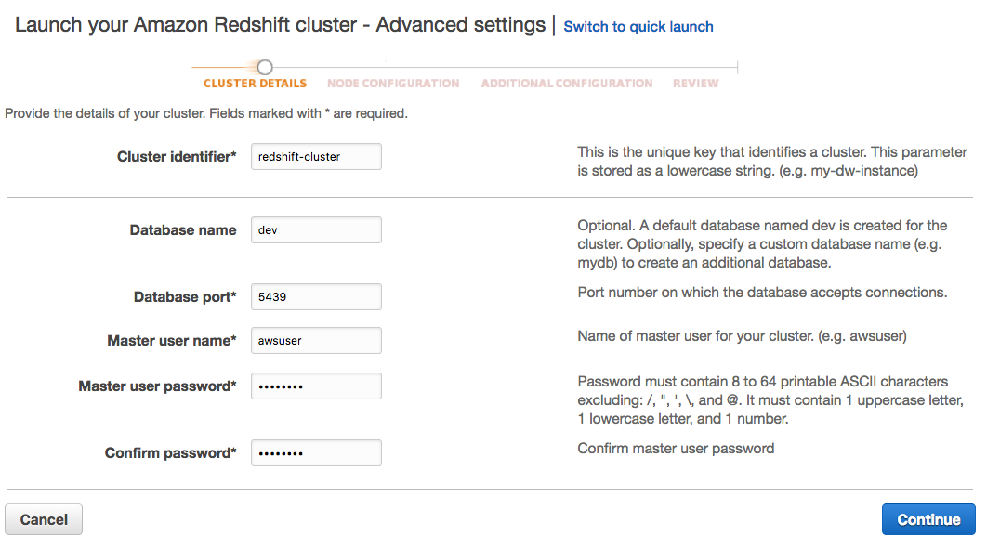 Launch your Amazon Redshift cluster - Advanced settings | Switch to quick launch
CLUSTER DETAILS NODE CONFIGURATION ADDITIONAL CONFIGURATION REVIEW
Provide the details of your cluster. Fields marked with * are required.
Cluster identifier* redshift-cluster
This is the unique key that identifies a cluster. This parameter
is stored as a lowercase string. (e.g. my-dw-instance)
Database name dev
Optional. A default database named dev is created for the
cluster. Optionally, specify a custom database name (e.g.
mydb) to create an additional database.
Database port* 5439
Port number on which the database accepts connections.
Master user name* awsuser
Name of master user for your cluster. (e.g. awsuser)
Master user password* ••••••••
Password must contain 8 to 64 printable ASCII characters
excluding: /, ", ', \, and @. It must contain 1 uppercase letter,
1 lowercase letter, and 1 number.
Confirm password* ••••••••
Confirm master user password
Cancel Continue